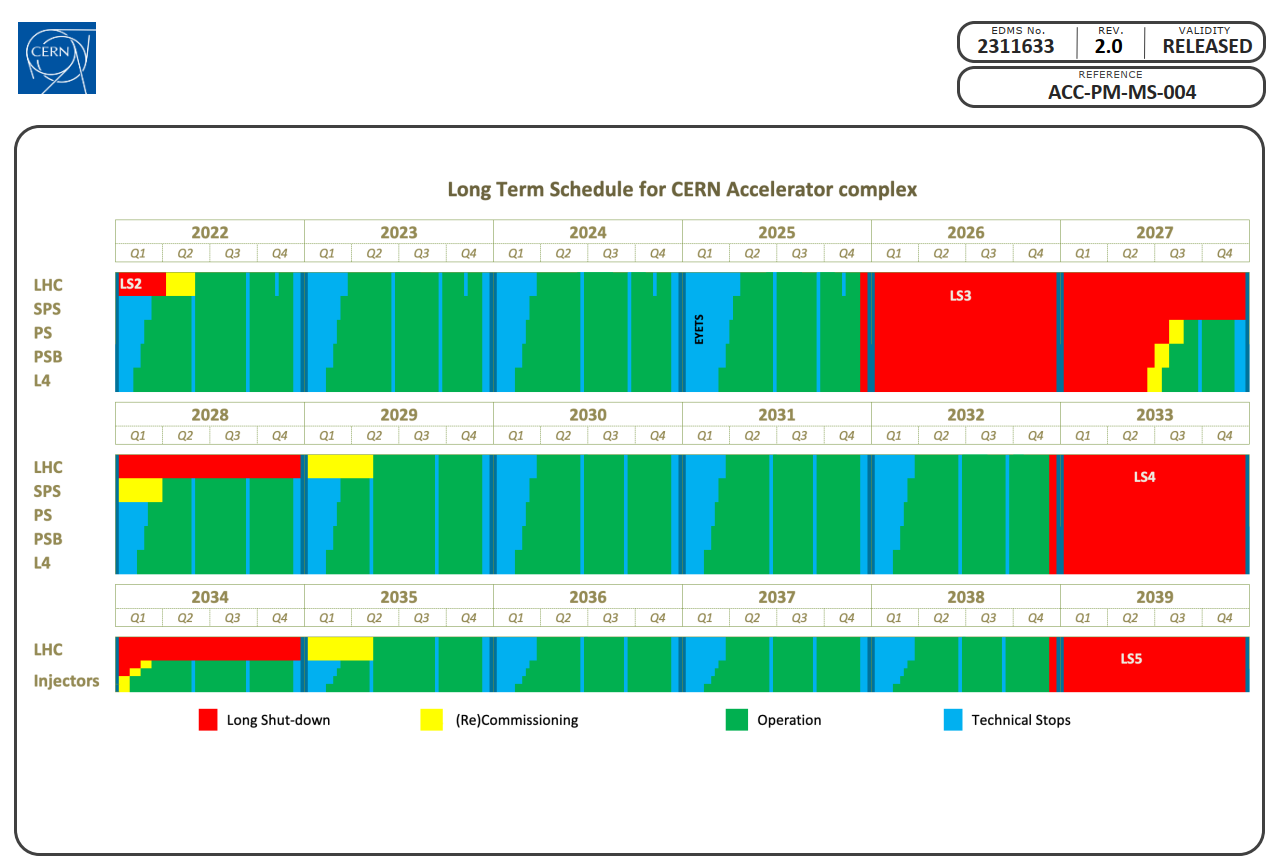 CERN
EDMS No. REV. VALIDITY
2311633 2.0 RELEASED
REFERENCE
ACC-PM-MS-004
Long Term Schedule for CERN Accelerator complex
2022 2023 2024 2025 2026 2027
Q1 Q2 Q3 Q4 Q1 Q2 Q3 Q4 Q1 Q2 Q3 Q4 Q1 Q2 Q3 Q4 Q1 Q2 Q3 Q4 Q1 Q2 Q3 Q4
LHC LS2
LS3
SPS
PS EYETS
PSB
L4
2028 2029 2030 2031 2032 2033
Q1 Q2 Q3 Q4 Q1 Q2 Q3 Q4 Q1 Q2 Q3 Q4 Q1 Q2 Q3 Q4 Q1 Q2 Q3 Q4 Q1 Q2 Q3 Q4
LHC
LS4
SPS
PS
PSB
L4
2034 2035 2036 2037 2038 2039
Q1 Q2 Q3 Q4 Q1 Q2 Q3 Q4 Q1 Q2 Q3 Q4 Q1 Q2 Q3 Q4 Q1 Q2 Q3 Q4 Q1 Q2 Q3 Q4
LHC
LS5
Injectors
Long Shut-down (Re)Commissioning Operation Technical Stops